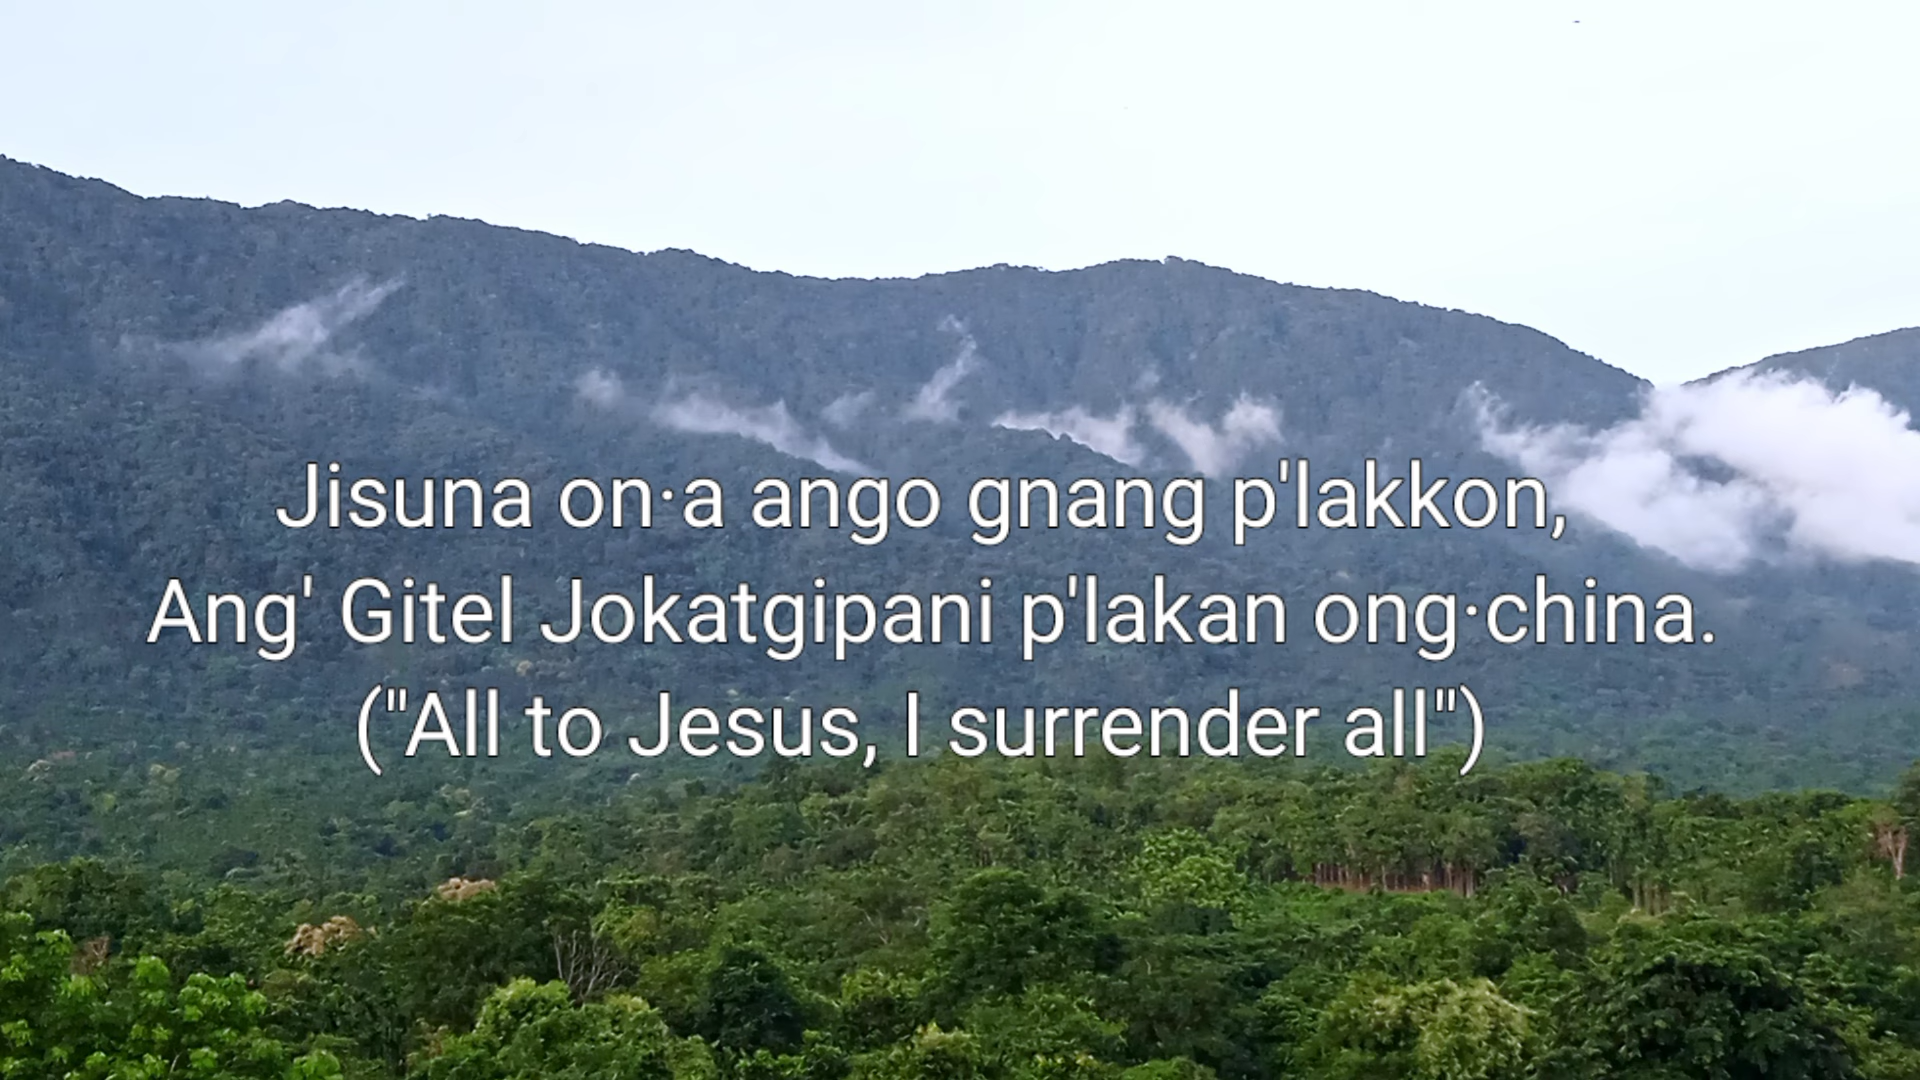 Jisuna on·a ango gnang p'lakkon,
Ang' Gitel Jokatgipani p'lakan ong·china.
("All to Jesus, I surrender all")